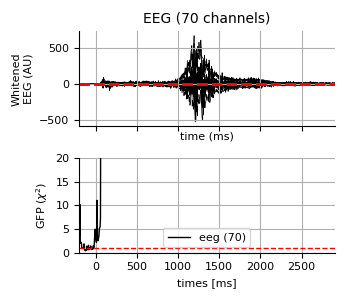 EEG (70 channels)
Whitened
EEG (AU)
500
0
−500
time (ms)
GFP (χ²)
20
15
10
5
0
eeg (70)
0 500 1000 1500 2000 2500
times [ms]